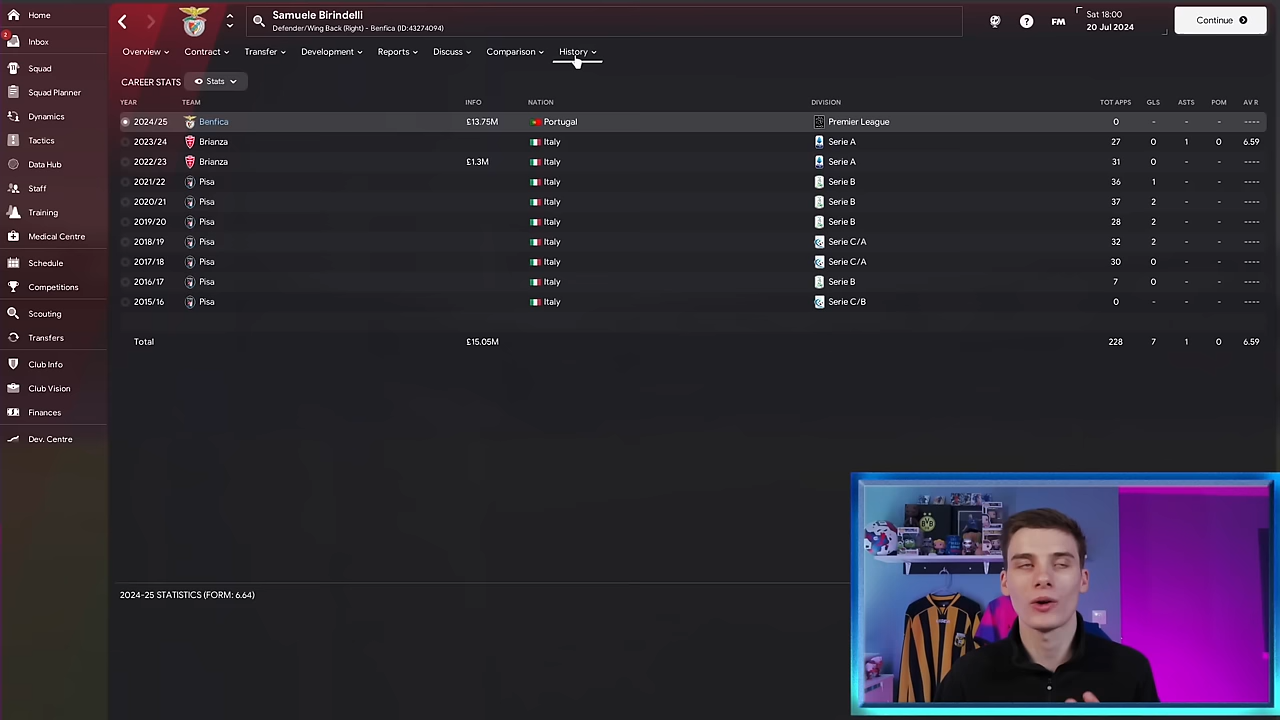 Home
Samuele Birindelli
Defender/Wing Back (Right) - Benfica (ID:43274094)
FM
Sat 18:00
20 Jul 2024
Continue
2
Inbox
Overview
Contract
Transfer
Development
Reports
Discuss
Comparison
History
Squad
Squad Planner
Dynamics
Tactics
Data Hub
Staff
Training
Medical Centre
Schedule
Competitions
Scouting
Transfers
Club Info
Club Vision
Finances
Dev. Centre
CAREER STATS Stats
YEAR TEAM INFO NATION DIVISION TOT APPS GLS ASTS POM AV R
2024/25 Benfica £13.75M Portugal Premier League 0 - - - ----
2023/24 Brianza Italy Serie A 27 0 1 0 6.59
2022/23 Brianza £1.3M Italy Serie A 31 0 - - ----
2021/22 Pisa Italy Serie B 36 1 - - ----
2020/21 Pisa Italy Serie B 37 2 - - ----
2019/20 Pisa Italy Serie B 28 2 - - ----
2018/19 Pisa Italy Serie C/A 32 2 - - ----
2017/18 Pisa Italy Serie C/A 30 0 - - ----
2016/17 Pisa Italy Serie B 7 0 - - ----
2015/16 Pisa Italy Serie C/B 0 - - - ----
Total £15.05M 228 7 1 0 6.59
2024-25 STATISTICS (FORM: 6.64)
BVB
09